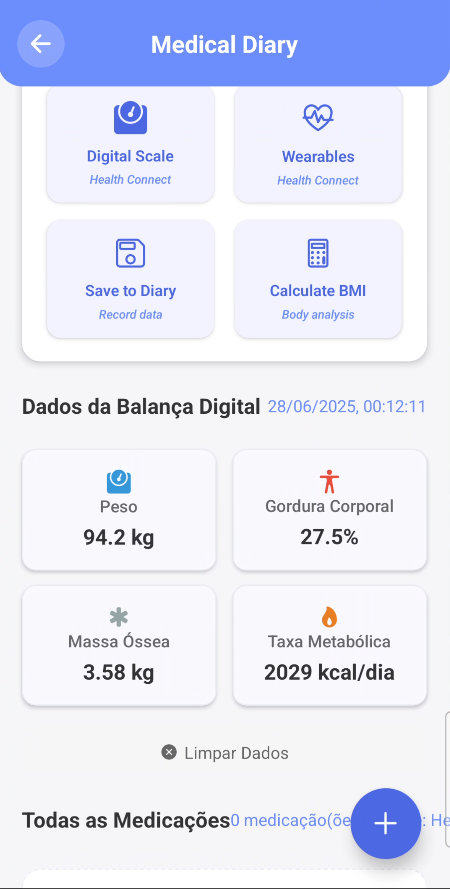 Medical Diary
Digital Scale
Health Connect
Wearables
Health Connect
Save to Diary
Record data
Calculate BMI
Body analysis
Dados da Balança Digital 28/06/2025, 00:12:11
Peso
94.2 kg
Gordura Corporal
27.5%
Massa Óssea
3.58 kg
Taxa Metabólica
2029 kcal/dia
Limpar Dados
Todas as Medicações 0 medicação(õe : He